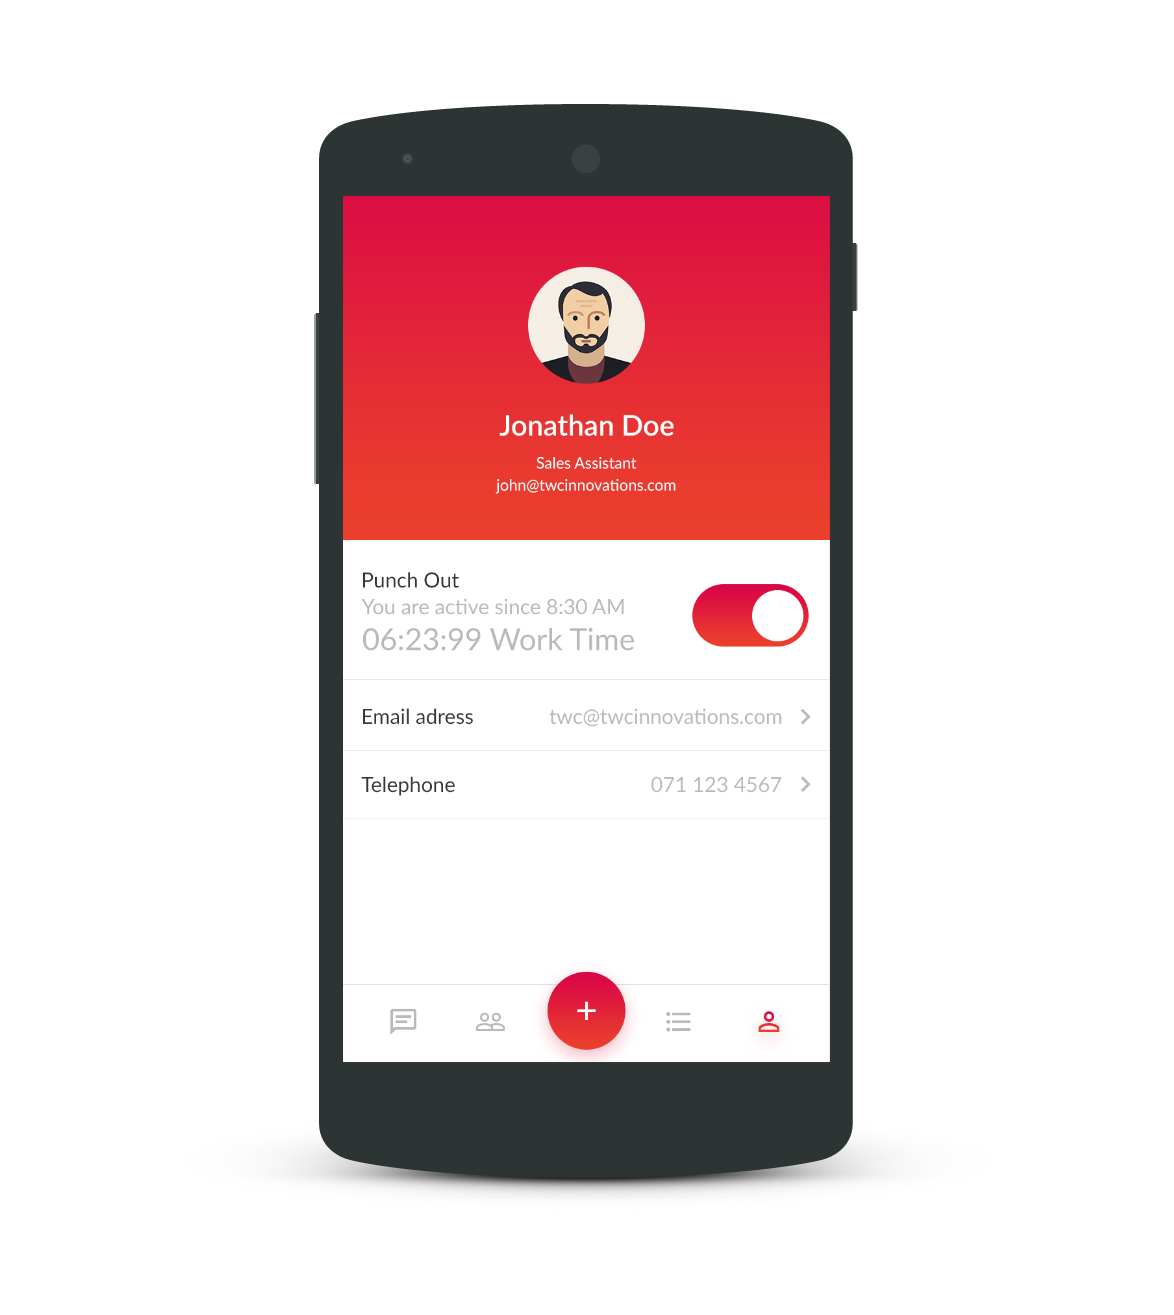 Jonathan Doe
Sales Assistant
john@twcinnovations.com
Punch Out
You are active since 8:30 AM
06:23:99 Work Time
Email adress twc@twcinnovations.com
Telephone 071 123 4567